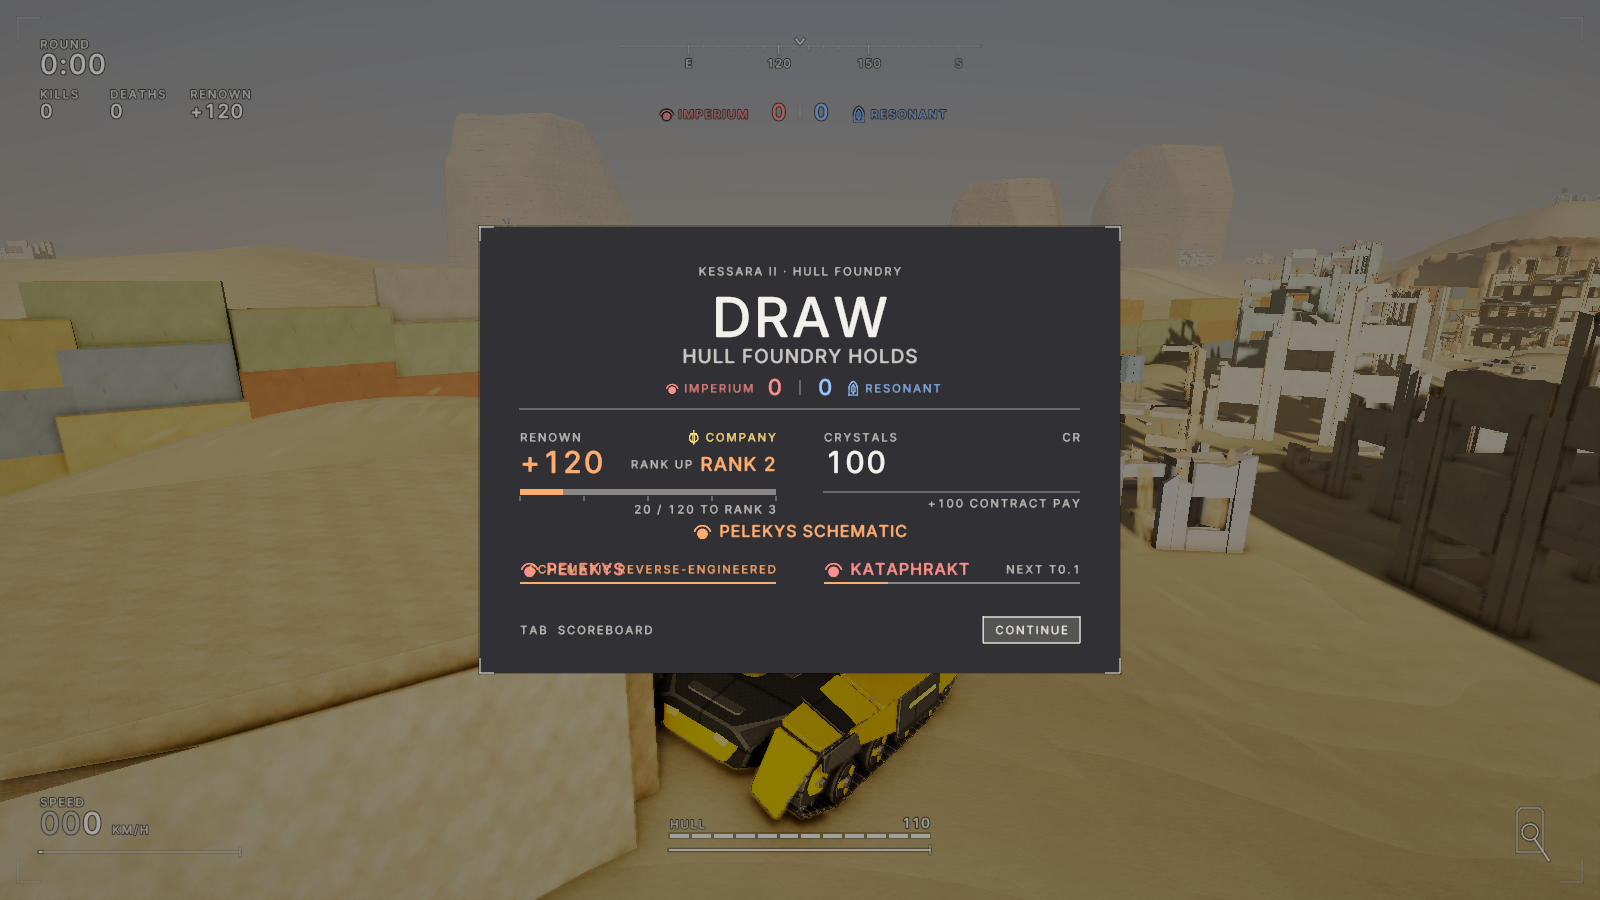 ROUND
0:00
KILLS DEATHS RENOWN
0 0 +120
E 120 150 S
IMPERIUM 0 0 RESONANT
KESSARA II · HULL FOUNDRY
DRAW
HULL FOUNDRY HOLDS
IMPERIUM 0 | 0 RESONANT
RENOWN COMPANY
+120 RANK UP RANK 2
20 / 120 TO RANK 3
CRYSTALS CR
100
+100 CONTRACT PAY
PELEKYS SCHEMATIC
PELEKYS REVERSE-ENGINEERED
KATAPHRAKT NEXT T0.1
TAB SCOREBOARD
CONTINUE
SPEED
000 KM/H
HULL 110